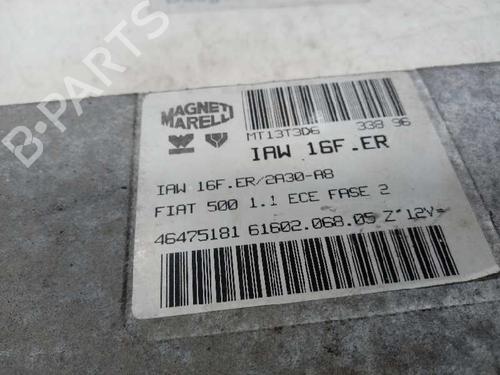 MAGNETI
MARELLI
MT13T3D6 338 96
IAW 16F.ER
IAW 16F.ER/2A30-A8
FIAT 500 1.1 ECE FASE 2
46475181 61602.068.05 Z 12V=
B-PARTS